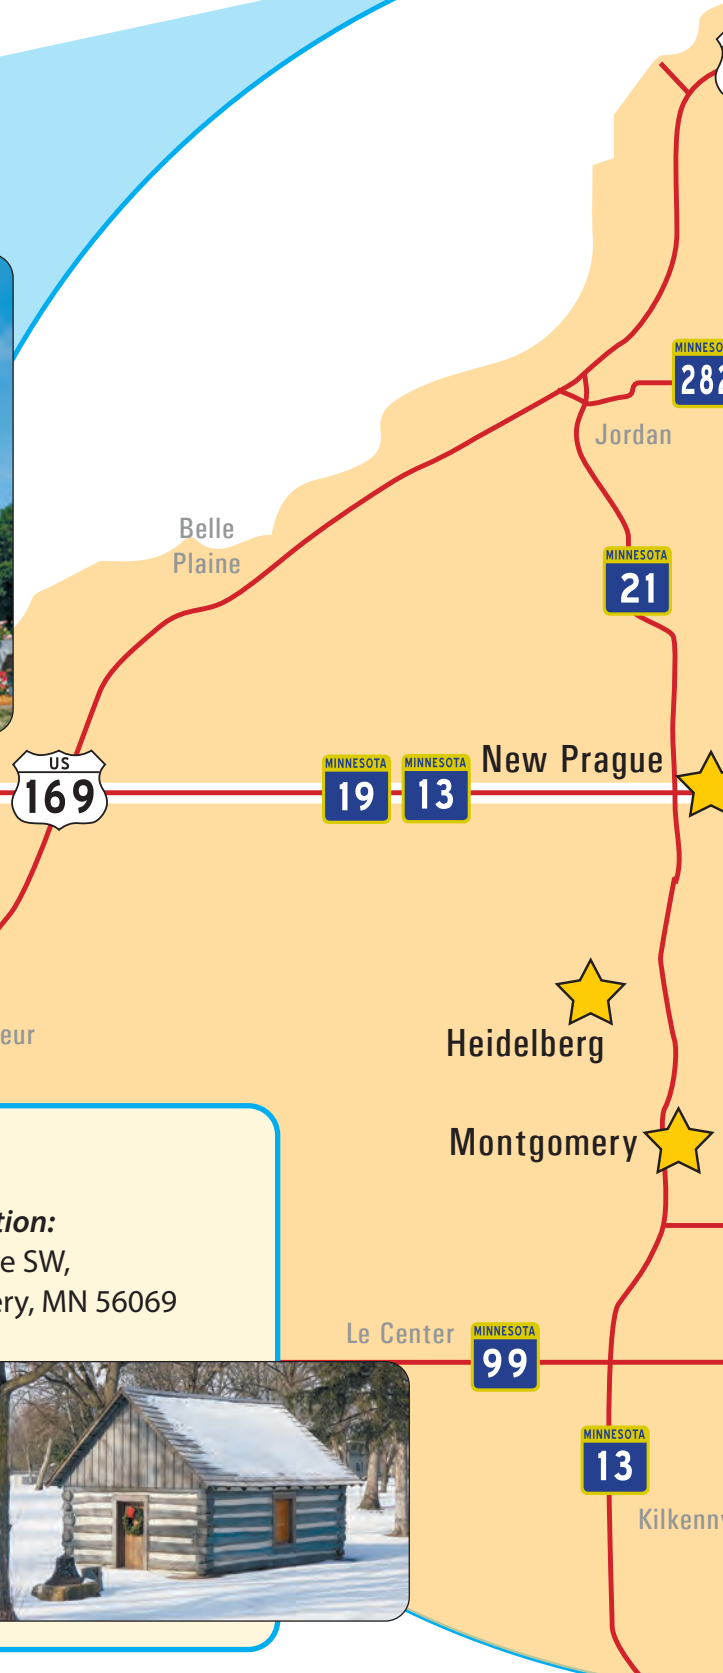 MINNESO
282
Jordan
Belle
Plaine
MINNESOTA
21
New Prague
US
169
MINNESOTA
19
MINNESOTA
13
Heidelberg
eur
Montgomery
tion:
e SW,
ery, MN 56069
Le Center
MINNESOTA
99
MINNESOTA
13
Kilkenny